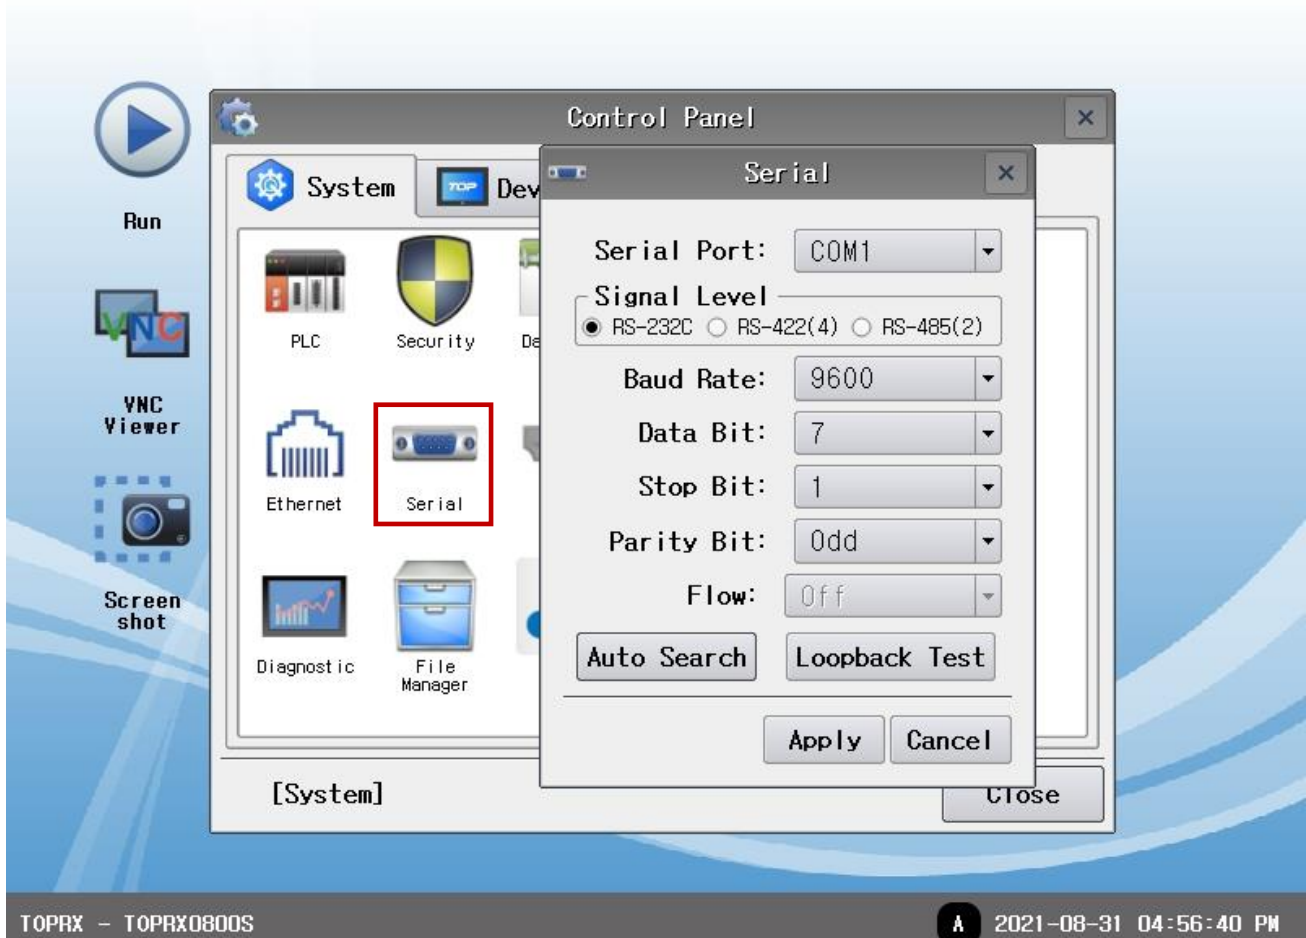 Control Panel
System
TOP
Dev
Serial
Run
Serial Port: COM1
Signal Level
RS-232C RS-422(4) RS-485(2)
PLC
Security
De
Baud Rate: 9600
VNC
VNC
Viewer
Data Bit: 7
Stop Bit: 1
Ethernet
Serial
Parity Bit: Odd
Flow: Off
Screen
shot
Auto Search
Loopback Test
Diagnostic
File
Manager
Apply
Cancel
[System]
Close
TOPRX - TOPRX0800S
A
2021-08-31 04:56:40 PM